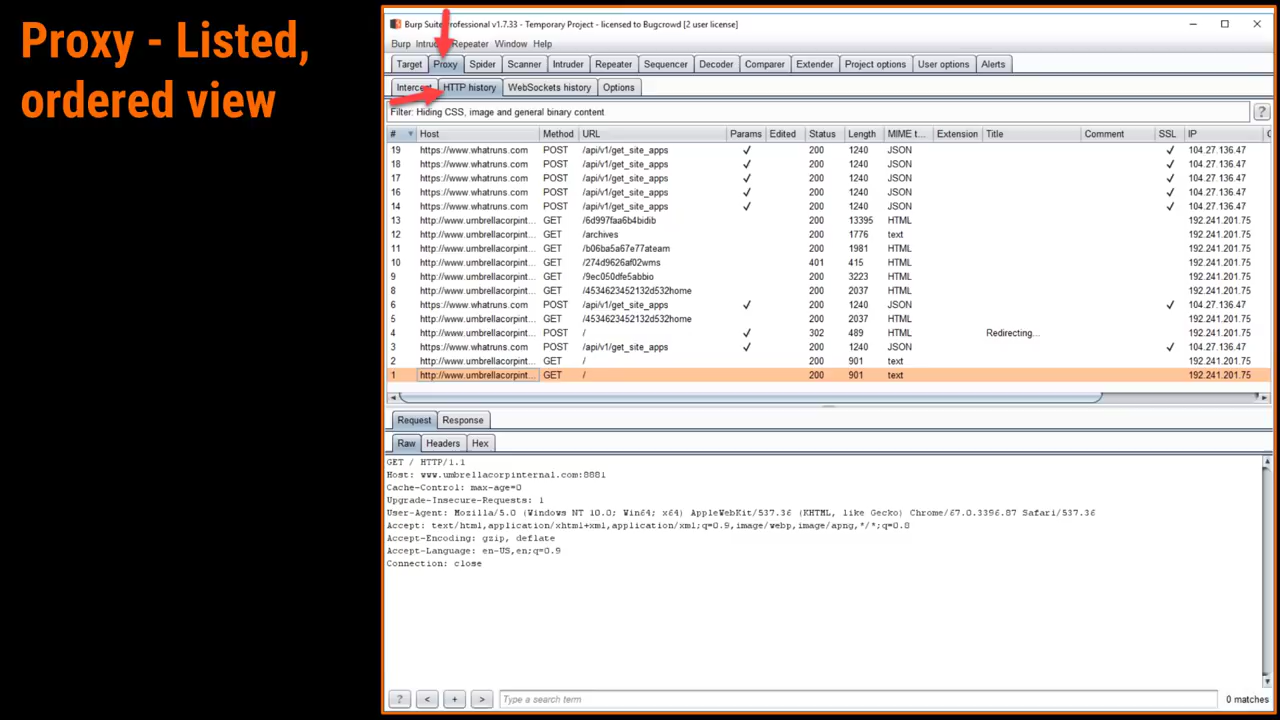 Proxy - Listed,
ordered view
Burp Suite Professional v1.7.33 - Temporary Project - licensed to Bugcrowd [2 user license]
Burp Intruder Repeater Window Help
Target Proxy Spider Scanner Intruder Repeater Sequencer Decoder Comparer Extender Project options User options Alerts
Intercept HTTP history WebSockets history Options
Filter: Hiding CSS, image and general binary content ?
# Host Method URL Params Edited Status Length MIME t... Extension Title Comment SSL IP C
19 https://www.whatruns.com POST /api/v1/get_site_apps ✓ 200 1240 JSON ✓ 104.27.136.47
18 https://www.whatruns.com POST /api/v1/get_site_apps ✓ 200 1240 JSON ✓ 104.27.136.47
17 https://www.whatruns.com POST /api/v1/get_site_apps ✓ 200 1240 JSON ✓ 104.27.136.47
16 https://www.whatruns.com POST /api/v1/get_site_apps ✓ 200 1240 JSON ✓ 104.27.136.47
14 https://www.whatruns.com POST /api/v1/get_site_apps ✓ 200 1240 JSON ✓ 104.27.136.47
13 http://www.umbrellacorpint... GET /6d997faa6b4bidib 200 13395 HTML 192.241.201.75
12 http://www.umbrellacorpint... GET /archives 200 1776 text 192.241.201.75
11 http://www.umbrellacorpint... GET /b06ba5a67e77ateam 200 1981 HTML 192.241.201.75
10 http://www.umbrellacorpint... GET /274d9626af02wms 401 415 HTML 192.241.201.75
9 http://www.umbrellacorpint... GET /9ec050dfe5abbio 200 3223 HTML 192.241.201.75
8 http://www.umbrellacorpint... GET /4534623452132d532home 200 2037 HTML 192.241.201.75
6 https://www.whatruns.com POST /api/v1/get_site_apps ✓ 200 1240 JSON ✓ 104.27.136.47
5 http://www.umbrellacorpint... GET /4534623452132d532home 200 2037 HTML 192.241.201.75
4 http://www.umbrellacorpint... POST / ✓ 302 489 HTML Redirecting... 192.241.201.75
3 https://www.whatruns.com POST /api/v1/get_site_apps ✓ 200 1240 JSON ✓ 104.27.136.47
2 http://www.umbrellacorpint... GET / 200 901 text 192.241.201.75
1 http://www.umbrellacorpint... GET / 200 901 text 192.241.201.75
Request Response
Raw Headers Hex
GET / HTTP/1.1
Host: www.umbrellacorpinternal.com:8881
Cache-Control: max-age=0
Upgrade-Insecure-Requests: 1
User-Agent: Mozilla/5.0 (Windows NT 10.0; Win64; x64) AppleWebKit/537.36 (KHTML, like Gecko) Chrome/67.0.3396.87 Safari/537.36
Accept: text/html,application/xhtml+xml,application/xml;q=0.9,image/webp,image/apng,*/*;q=0.8
Accept-Encoding: gzip, deflate
Accept-Language: en-US,en;q=0.9
Connection: close
? < + > Type a search term 0 matches